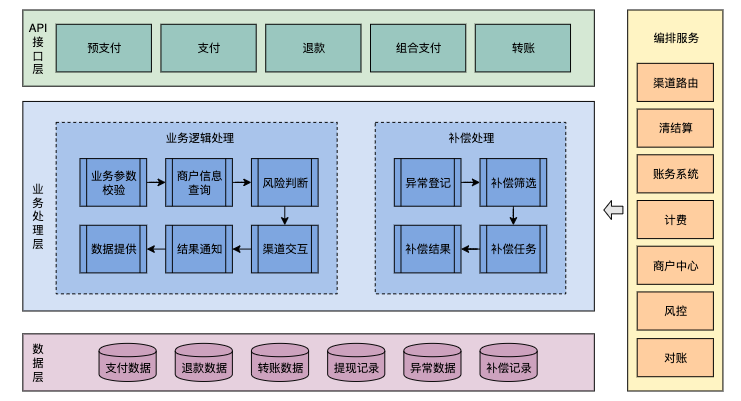 API
接
口
层
预支付
支付
退款
组合支付
转账
业
务
处
理
层
业务逻辑处理
业务参数
校验
商户信息
查询
风险判断
数据提供
结果通知
渠道交互
补偿处理
异常登记
补偿筛选
补偿结果
补偿任务
数
据
层
支付数据
退款数据
转账数据
提现记录
异常数据
补偿记录
编排服务
渠道路由
清结算
账务系统
计费
商户中心
风控
对账